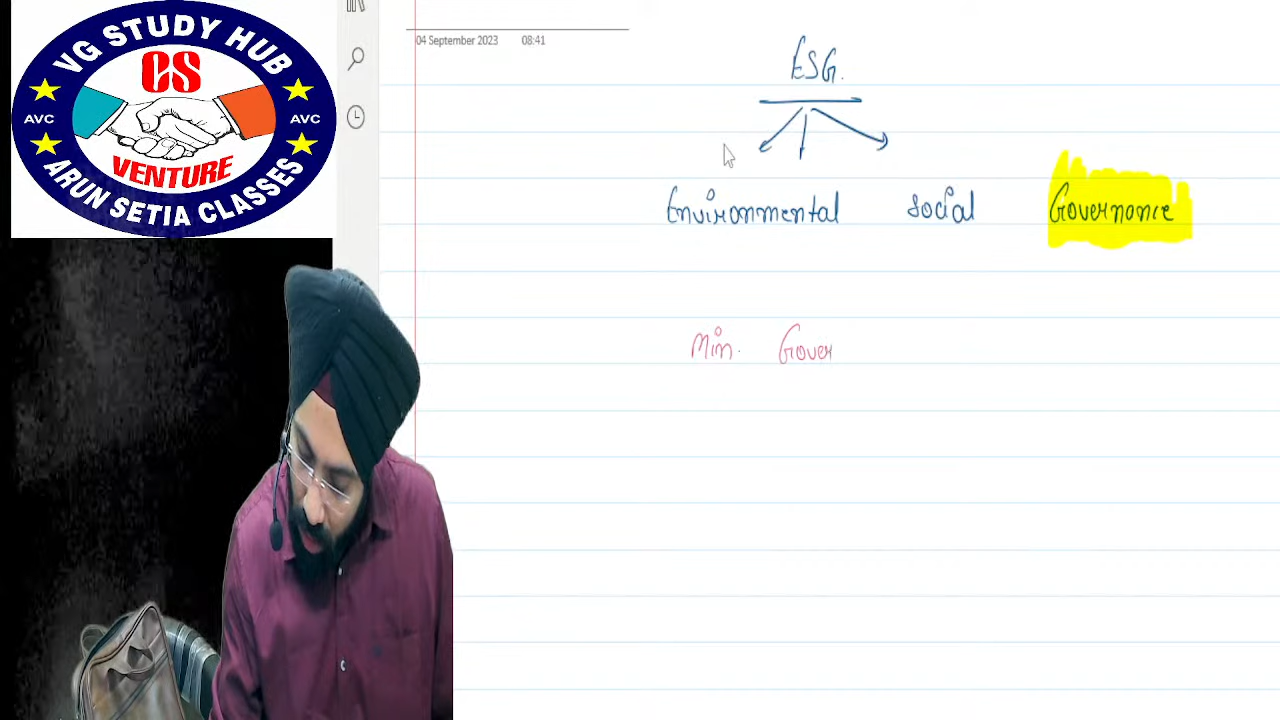 VG STUDY HUB
CS
AVC
AVC
VENTURE
ARUN SETIA CLASSES
04 September 2023 08:41
ESG.
Environmental Social Governance
Min. Gover